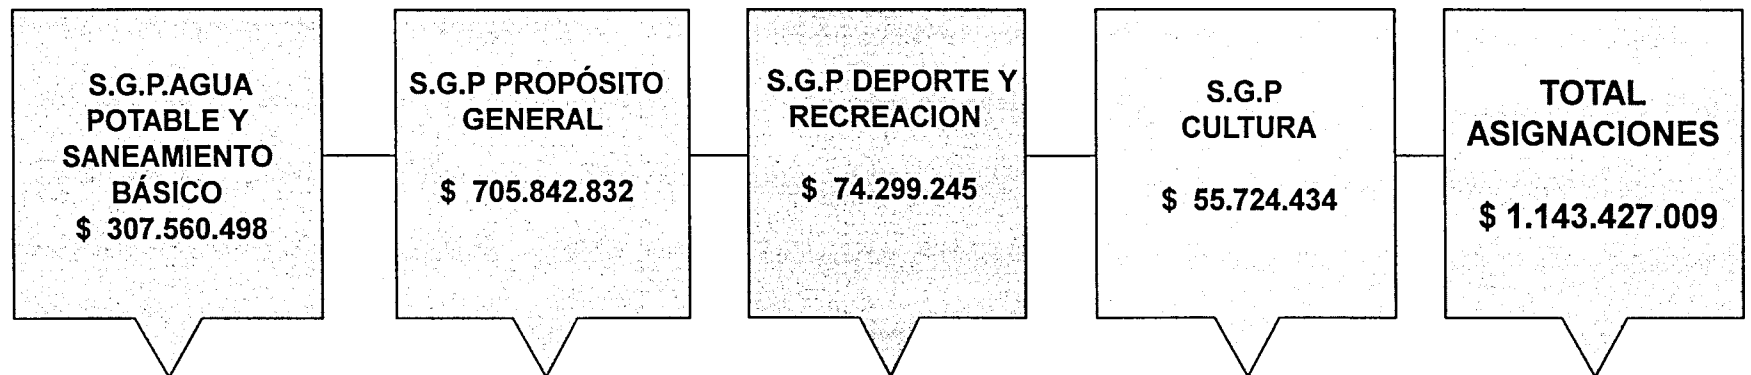 S.G.P.AGUA
POTABLE Y
SANEAMIENTO
BÁSICO
$ 307.560.498
S.G.P PROPÓSITO
GENERAL
$ 705.842.832
S.G.P DEPORTE Y
RECREACION
$ 74.299.245
S.G.P
CULTURA
$ 55.724.434
TOTAL
ASIGNACIONES
$ 1.143.427.009